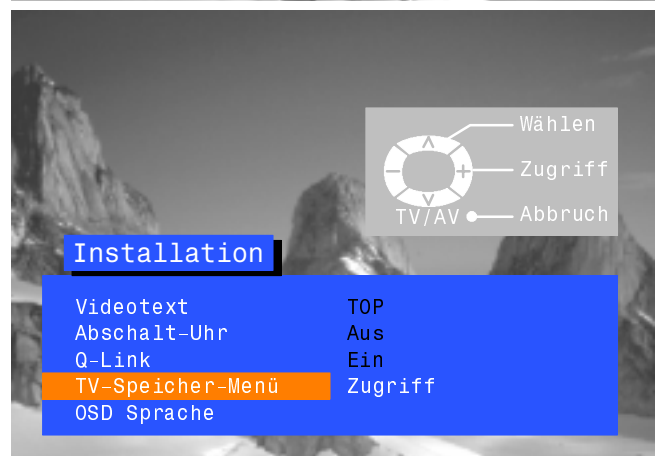 Wählen
Zugriff
TV/AV Abbruch
Installation
Videotext TOP
Abschalt-Uhr Aus
Q-Link Ein
TV-Speicher-Menü Zugriff
OSD Sprache